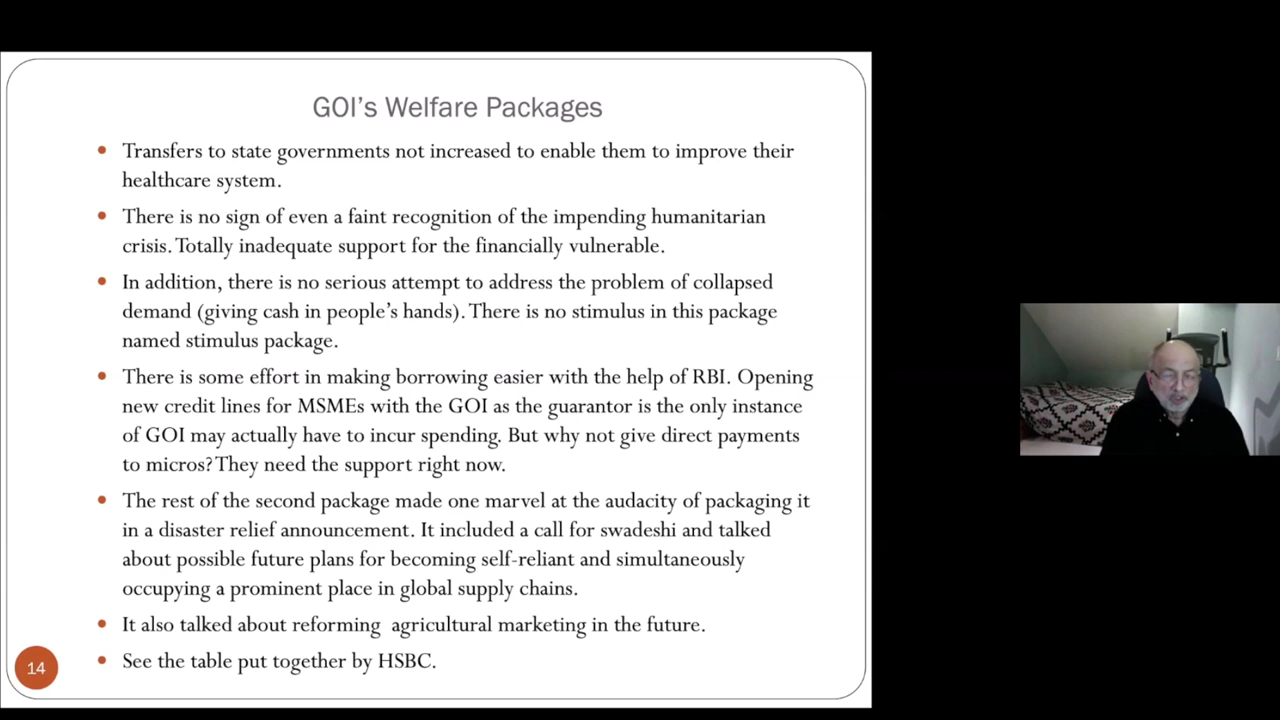 GOI's Welfare Packages
• Transfers to state governments not increased to enable them to improve their
healthcare system.
• There is no sign of even a faint recognition of the impending humanitarian
crisis. Totally inadequate support for the financially vulnerable.
• In addition, there is no serious attempt to address the problem of collapsed
demand (giving cash in people's hands). There is no stimulus in this package
named stimulus package.
• There is some effort in making borrowing easier with the help of RBI. Opening
new credit lines for MSMEs with the GOI as the guarantor is the only instance
of GOI may actually have to incur spending. But why not give direct payments
to micros? They need the support right now.
• The rest of the second package made one marvel at the audacity of packaging it
in a disaster relief announcement. It included a call for swadeshi and talked
about possible future plans for becoming self-reliant and simultaneously
occupying a prominent place in global supply chains.
• It also talked about reforming agricultural marketing in the future.
• See the table put together by HSBC.
14